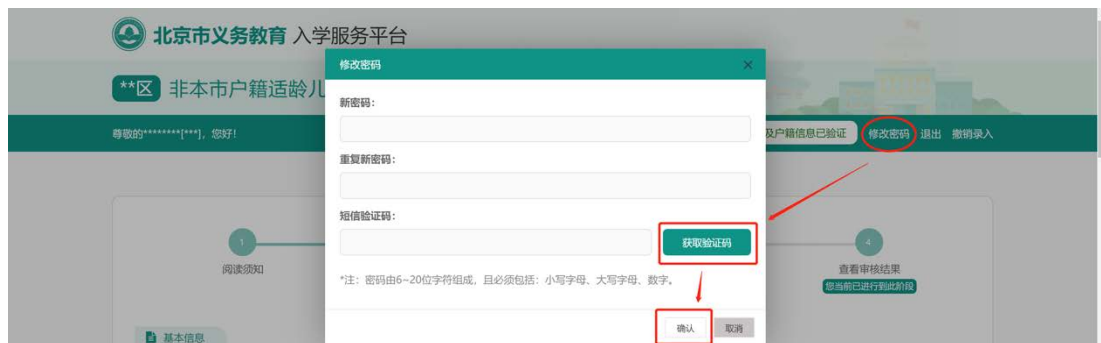 北京市义务教育 入学服务平台
修改密码
**区 非本市户籍适龄儿
新密码：
尊敬的********[***]，您好！
及户籍信息已验证 修改密码 退出 撤销录入
重复新密码：
短信验证码：
获取验证码
1
4
阅读须知
查看审核结果
您当前已进行到此阶段
*注：密码由6~20位字符组成，且必须包括：小写字母、大写字母、数字。
确认 取消
基本信息